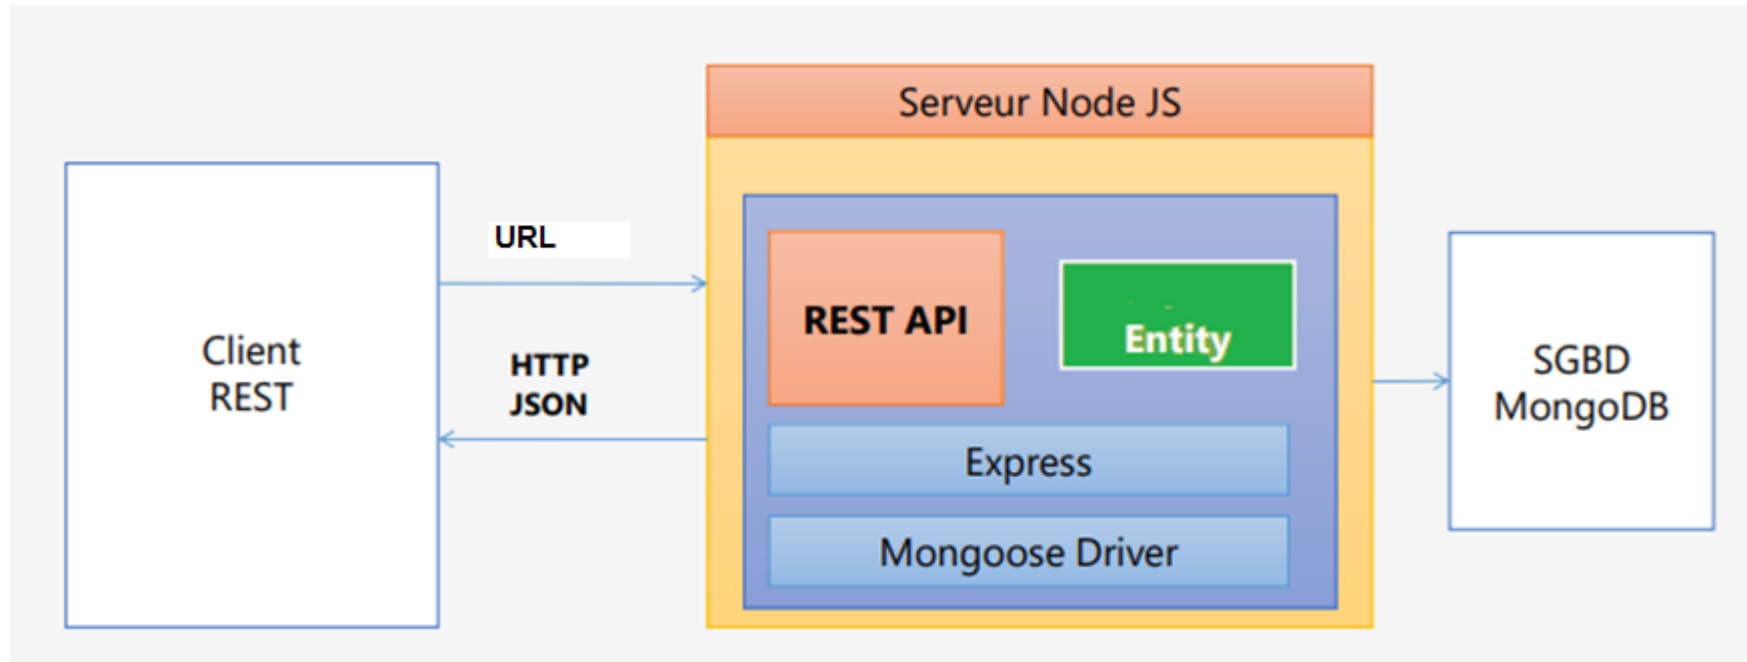 Serveur Node JS
URL
HTTP
JSON
Client
REST
REST API
Entity
Express
Mongoose Driver
SGBD
MongoDB